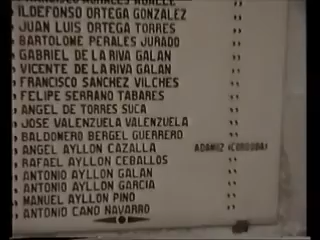 FRANCISCO
ILDEFONSO ORTEGA GONZALEZ
JUAN LUIS ORTEGA TORRES
BARTOLOME PERALES JURADO
GABRIEL DE LA RIVA GALAN
VICENTE DE LA RIVA GALAN
FRANCISCO SANCHEZ VILCHES
FELIPE SERRANO TABARES
ANGEL DE TORRES SUCA
JOSE VALENZUELA VALENZUELA
BALDOMERO BERGEL GUERRERO
ANGEL AYLLON CAZALLA ADAMUZ (CORDOBA)
RAFAEL AYLLON CEBALLOS "
ANTONIO AYLLON GALAN "
ANTONIO AYLLON GARCIA "
MANUEL AYLLON PINO "
ANTONIO CANO NAVARRO "